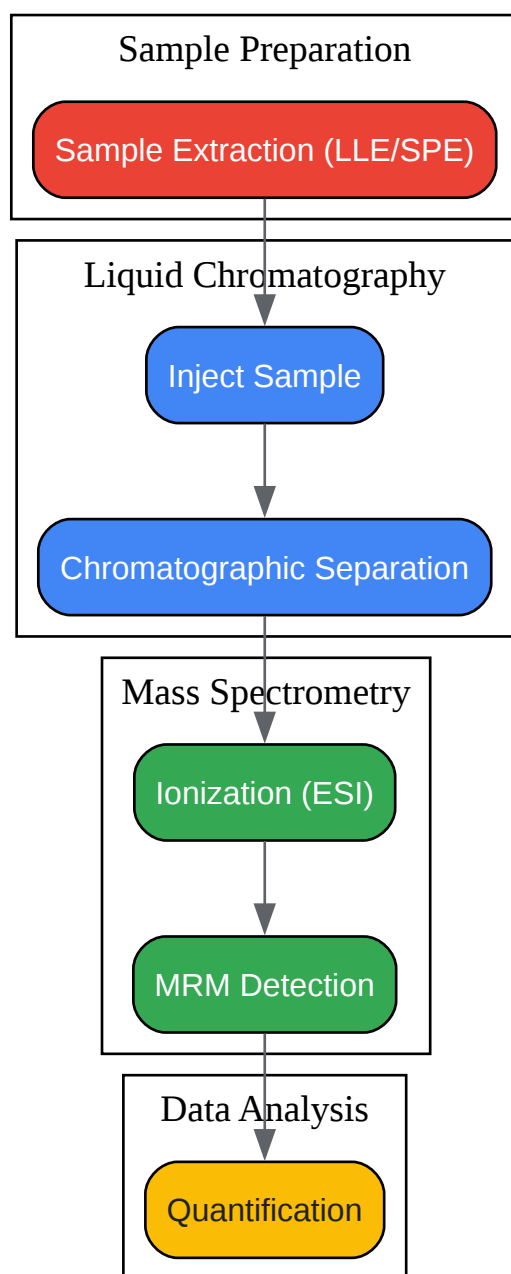 Sample Preparation
Sample Extraction (LLE/SPE)
Liquid Chromatography
Inject Sample
Chromatographic Separation
Mass Spectrometry
Ionization (ESI)
MRM Detection
Data Analysis
Quantification